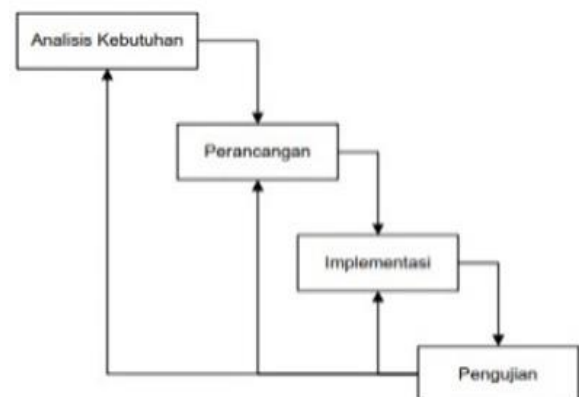 Analisis Kebutuhan
Perancangan
Implementasi
Pengujian